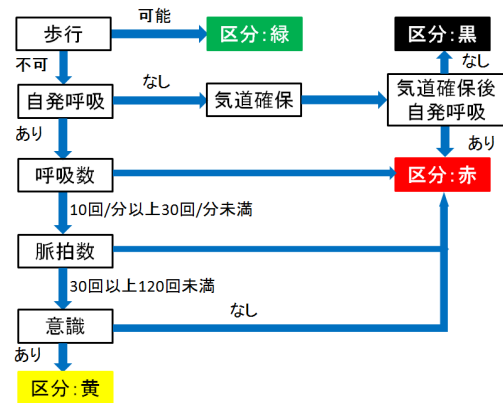 歩行
可能
区分:緑
区分:黒
不可
なし
自発呼吸
なし
気道確保
気道確保後
自発呼吸
あり
あり
呼吸数
区分:赤
10回/分以上30回/分未満
脈拍数
30回以上120回未満
なし
意識
あり
区分:黄